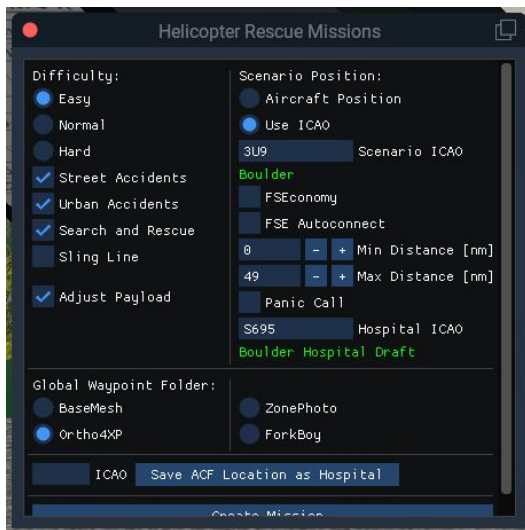 Helicopter Rescue Missions
Difficulty:
Easy
Normal
Hard
Street Accidents
Urban Accidents
Search and Rescue
Sling Line
Adjust Payload
Scenario Position:
Aircraft Position
Use ICAO
3U9 Scenario ICAO
Boulder
FSEconomy
FSE Autoconnect
0 - + Min Distance [nm]
49 - + Max Distance [nm]
Panic Call
S695 Hospital ICAO
Boulder Hospital Draft
Global Waypoint Folder:
BaseMesh
Ortho4XP
ZonePhoto
ForkBoy
ICAO Save ACF Location as Hospital
Create Mission